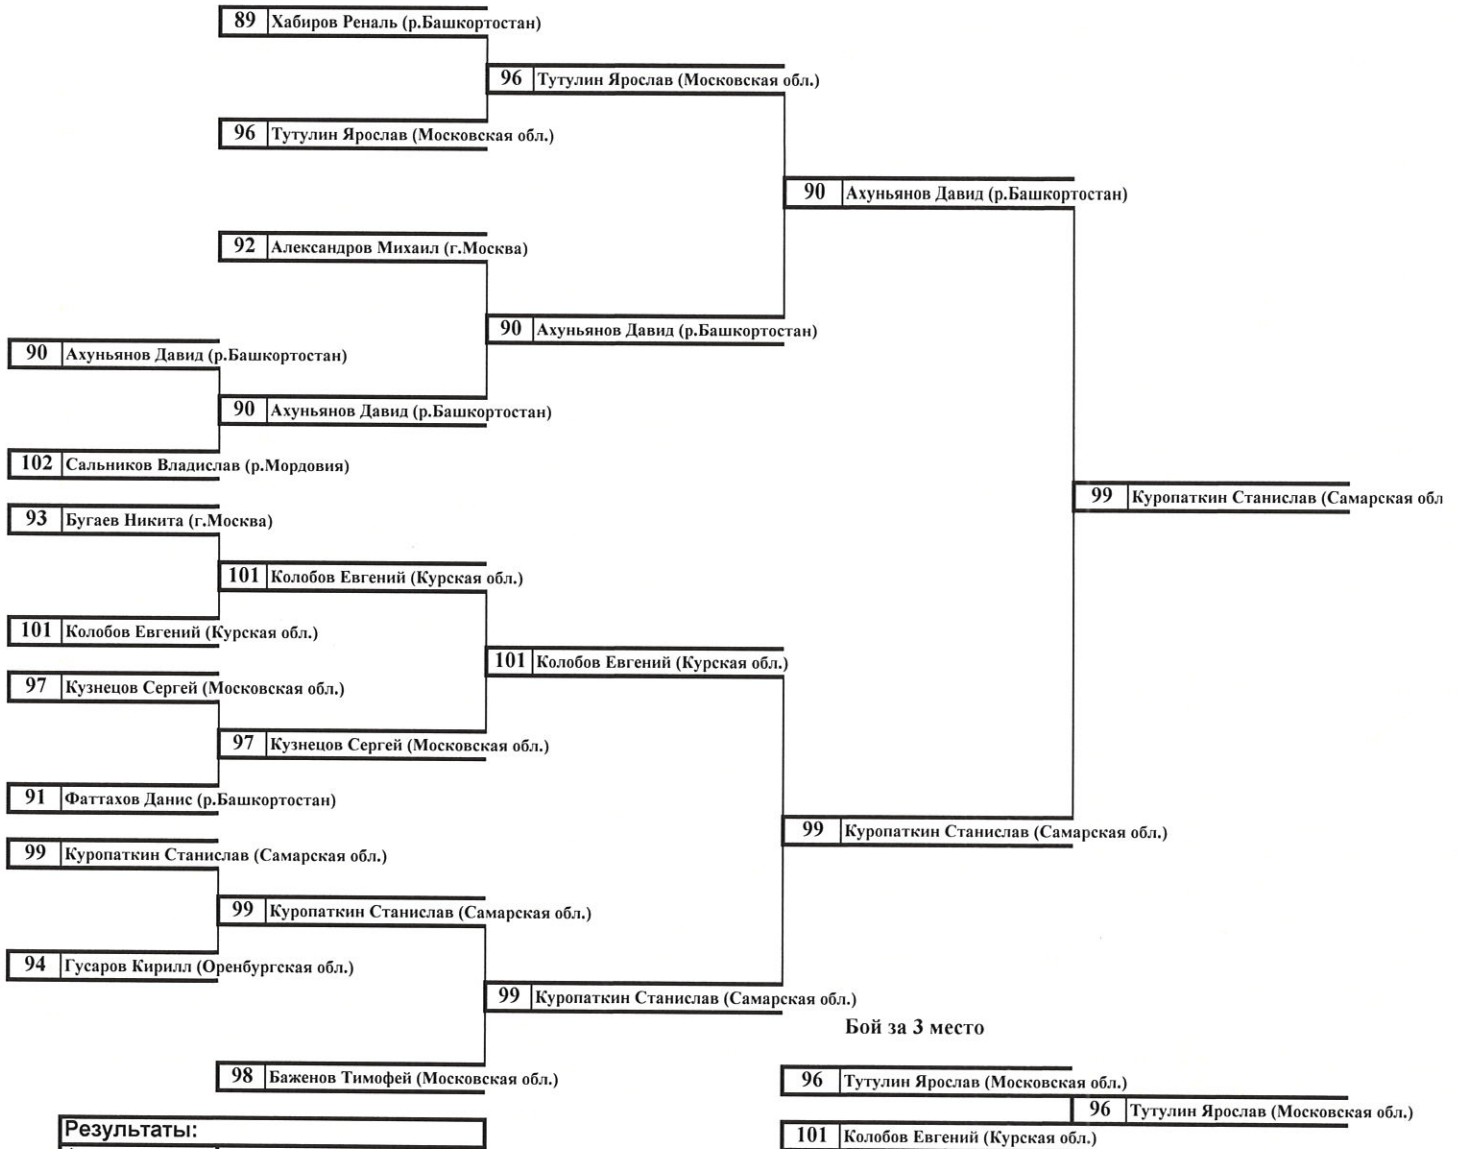 89 Хабиров Реналь (р.Башкортостан)
96 Тутулин Ярослав (Московская обл.)
96 Тутулин Ярослав (Московская обл.)
90 Ахуньянов Давид (р.Башкортостан)
92 Александров Михаил (г.Москва)
90 Ахуньянов Давид (р.Башкортостан)
90 Ахуньянов Давид (р.Башкортостан)
90 Ахуньянов Давид (р.Башкортостан)
102 Сальников Владислав (р.Мордовия)
99 Куропаткин Станислав (Самарская обл
93 Бугаев Никита (г.Москва)
101 Колобов Евгений (Курская обл.)
101 Колобов Евгений (Курская обл.)
101 Колобов Евгений (Курская обл.)
97 Кузнецов Сергей (Московская обл.)
97 Кузнецов Сергей (Московская обл.)
91 Фаттахов Данис (р.Башкортостан)
99 Куропаткин Станислав (Самарская обл.)
99 Куропаткин Станислав (Самарская обл.)
99 Куропаткин Станислав (Самарская обл.)
94 Гусаров Кирилл (Оренбургская обл.)
99 Куропаткин Станислав (Самарская обл.)
Бой за 3 место
98 Баженов Тимофей (Московская обл.)
96 Тутулин Ярослав (Московская обл.)
96 Тутулин Ярослав (Московская обл.)
Результаты:
101 Колобов Евгений (Курская обл.)